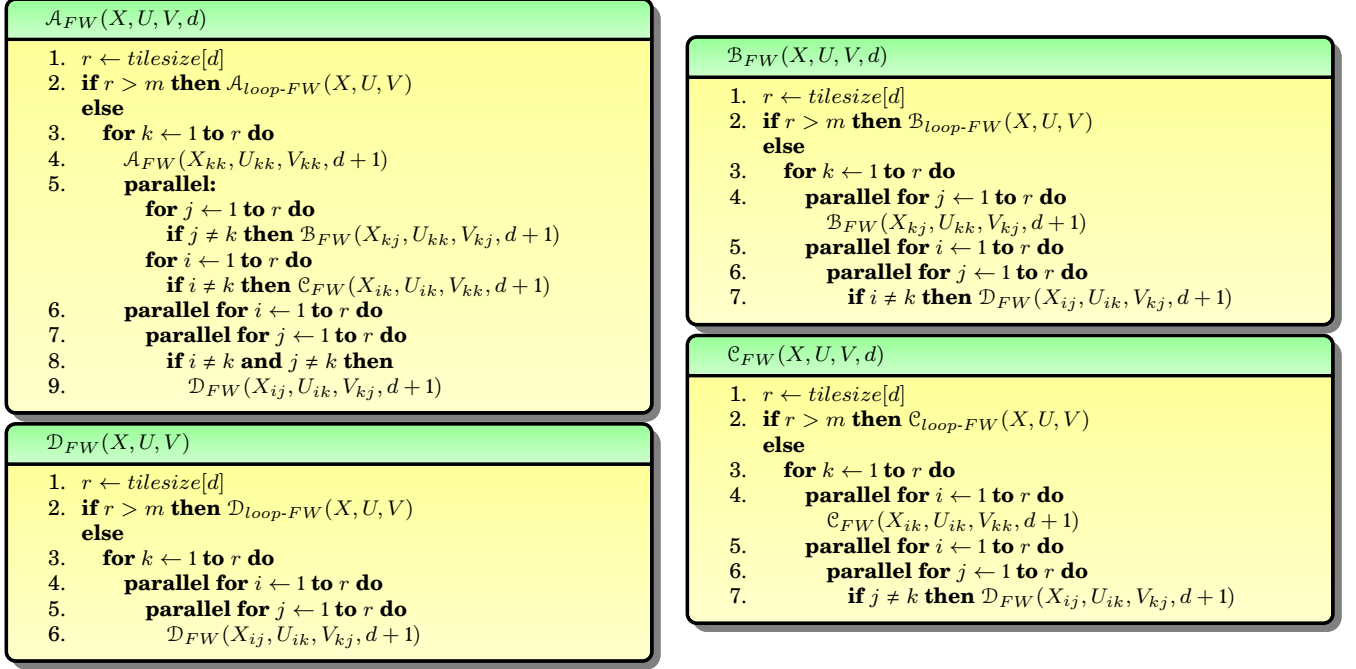 𝒜_{FW}(X, U, V, d)
1. r ← tilesize[d]
2. if r > m then 𝒜_{loop-FW}(X, U, V)
else
3. for k ← 1 to r do
4. 𝒜_{FW}(X_{kk}, U_{kk}, V_{kk}, d + 1)
5. parallel:
for j ← 1 to r do
if j ≠ k then ℬ_{FW}(X_{kj}, U_{kk}, V_{kj}, d + 1)
for i ← 1 to r do
if i ≠ k then 𝒞_{FW}(X_{ik}, U_{ik}, V_{kk}, d + 1)
6. parallel for i ← 1 to r do
7. parallel for j ← 1 to r do
8. if i ≠ k and j ≠ k then
9. 𝒟_{FW}(X_{ij}, U_{ik}, V_{kj}, d + 1)
𝒟_{FW}(X, U, V)
1. r ← tilesize[d]
2. if r > m then 𝒟_{loop-FW}(X, U, V)
else
3. for k ← 1 to r do
4. parallel for i ← 1 to r do
5. parallel for j ← 1 to r do
6. 𝒟_{FW}(X_{ij}, U_{ik}, V_{kj}, d + 1)
ℬ_{FW}(X, U, V, d)
1. r ← tilesize[d]
2. if r > m then ℬ_{loop-FW}(X, U, V)
else
3. for k ← 1 to r do
4. parallel for j ← 1 to r do
ℬ_{FW}(X_{kj}, U_{kk}, V_{kj}, d + 1)
5. parallel for i ← 1 to r do
6. parallel for j ← 1 to r do
7. if i ≠ k then 𝒟_{FW}(X_{ij}, U_{ik}, V_{kj}, d + 1)
𝒞_{FW}(X, U, V, d)
1. r ← tilesize[d]
2. if r > m then 𝒞_{loop-FW}(X, U, V)
else
3. for k ← 1 to r do
4. parallel for i ← 1 to r do
𝒞_{FW}(X_{ik}, U_{ik}, V_{kk}, d + 1)
5. parallel for i ← 1 to r do
6. parallel for j ← 1 to r do
7. if j ≠ k then 𝒟_{FW}(X_{ij}, U_{ik}, V_{kj}, d + 1)